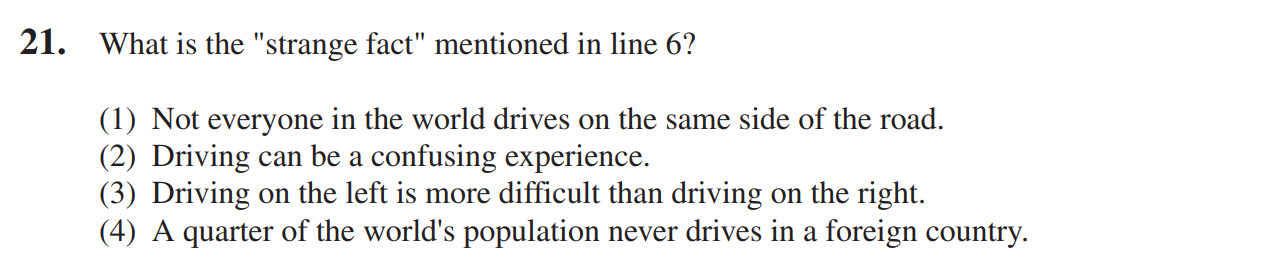 21. What is the "strange fact" mentioned in line 6?
(1) Not everyone in the world drives on the same side of the road.
(2) Driving can be a confusing experience.
(3) Driving on the left is more difficult than driving on the right.
(4) A quarter of the world's population never drives in a foreign country.